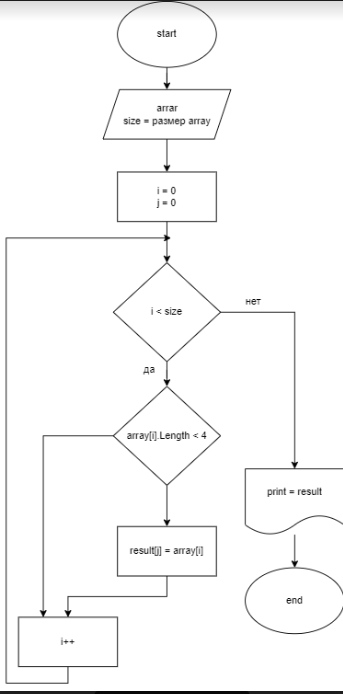 start
arrar
size = размер array
i = 0
j = 0
i < size
нет
да
array[i].Length < 4
print = result
result[j] = array[i]
end
i++